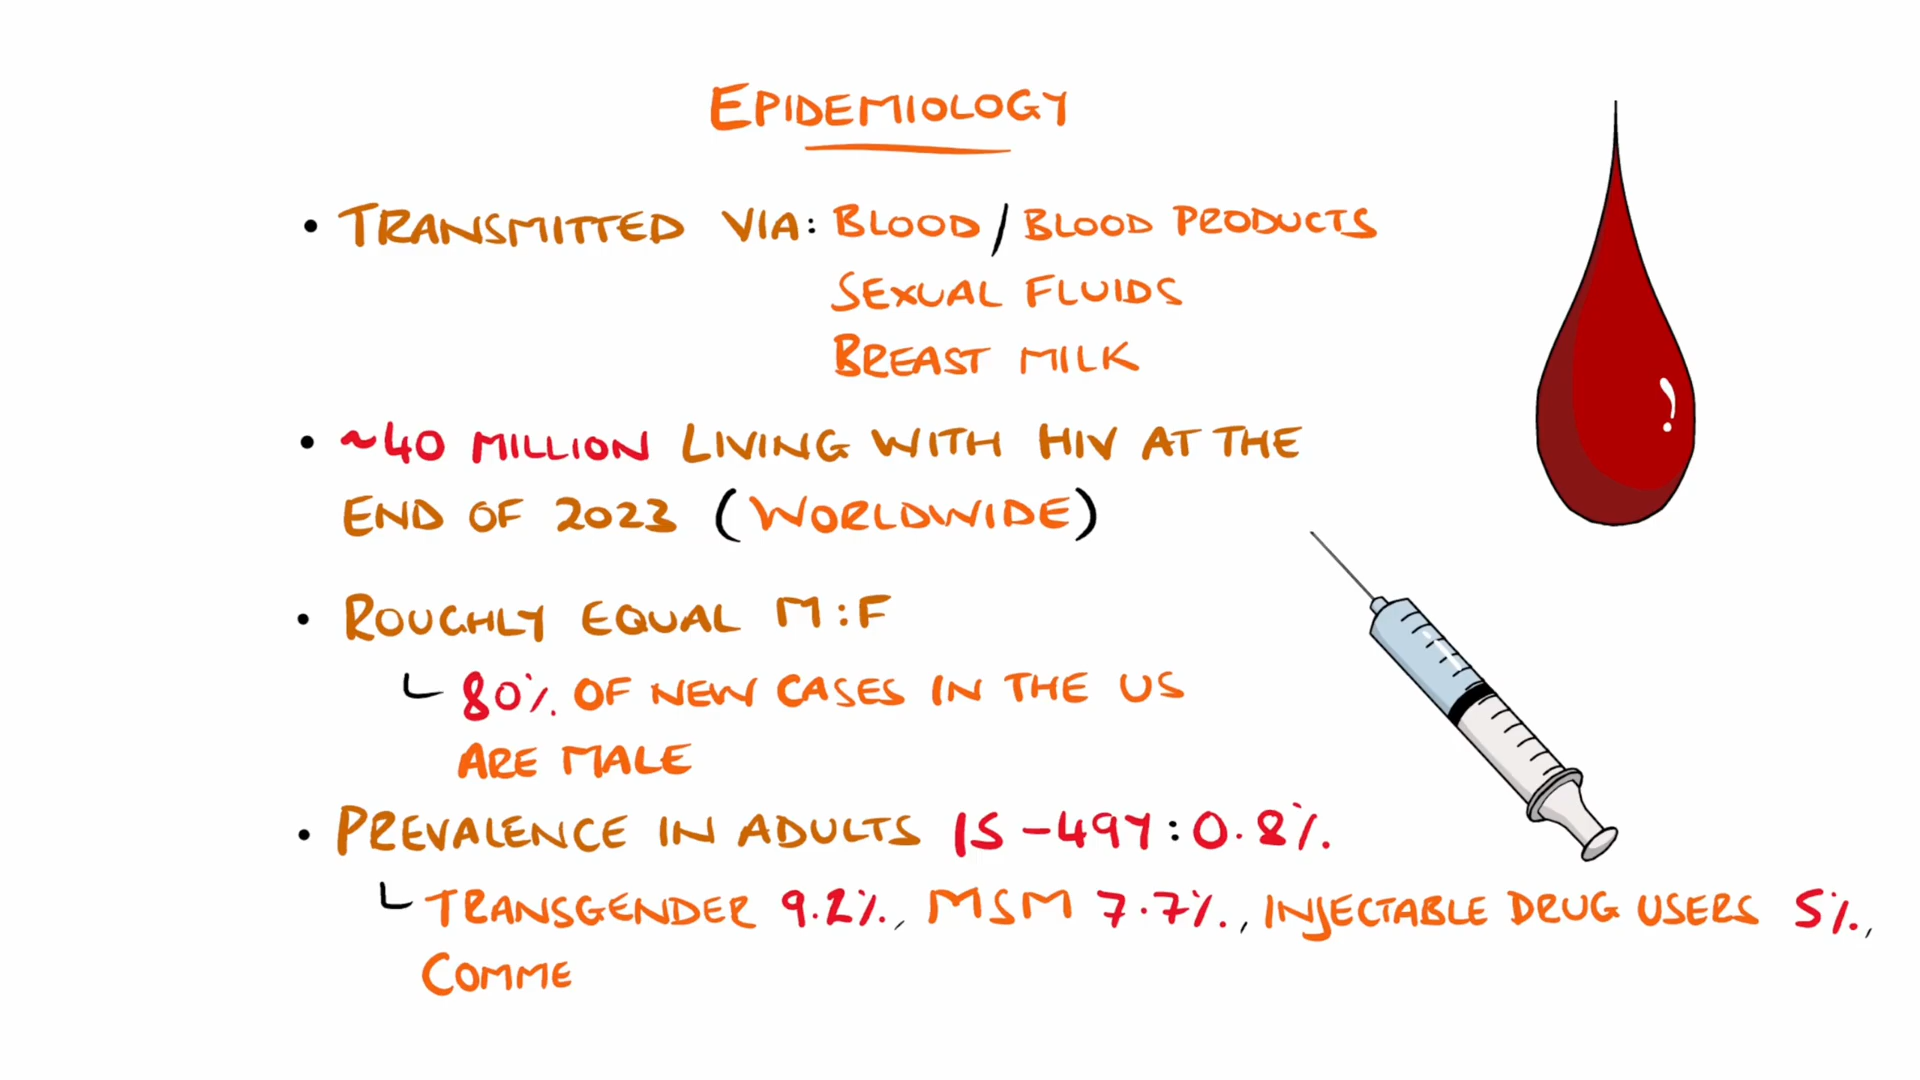 EPIDEMIOLOGY
• TRANSMITTED VIA: BLOOD / BLOOD PRODUCTS
SEXUAL FLUIDS
BREAST MILK
• ~40 MILLION LIVING WITH HIV AT THE
END OF 2023 (WORLDWIDE)
• ROUGHLY EQUAL M:F
80% OF NEW CASES IN THE US
ARE MALE
• PREVALENCE IN ADULTS 15-49Y: 0.8%
TRANSGENDER 9.2%, MSM 7.7%, INJECTABLE DRUG USERS 5%,
COMME